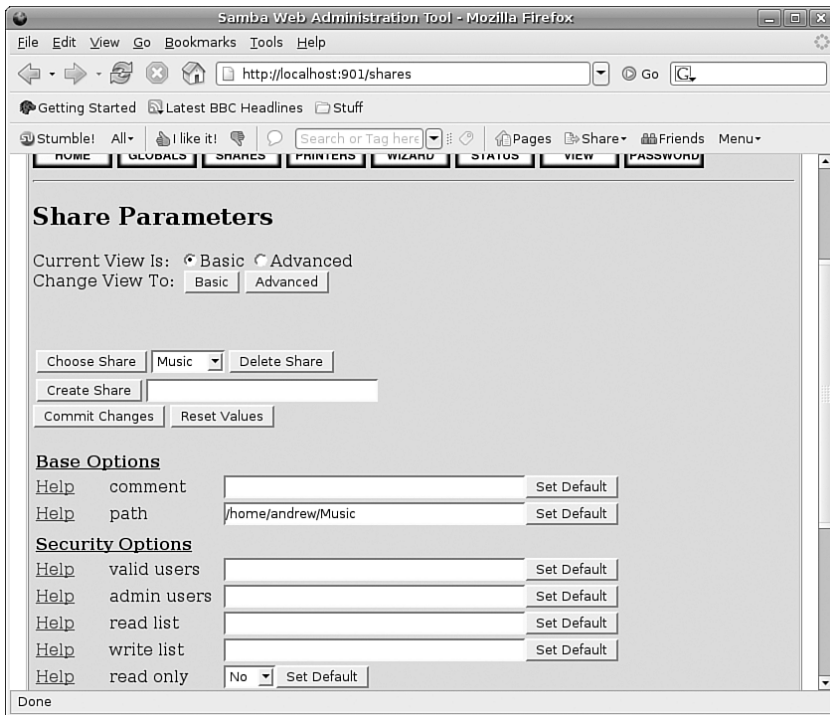 Samba Web Administration Tool - Mozilla Firefox
File Edit View Go Bookmarks Tools Help
http://localhost:901/shares Go G
Getting Started Latest BBC Headlines Stuff
Stumble! All I like it! Search or Tag here Pages Share Friends Menu
HOME GLOBALS SHARES PRINTERS WIZARD STATUS VIEW PASSWORD
Share Parameters
Current View Is: Basic Advanced
Change View To: Basic Advanced
Choose Share Music Delete Share
Create Share
Commit Changes Reset Values
Base Options
Help comment Set Default
Help path /home/andrew/Music Set Default
Security Options
Help valid users Set Default
Help admin users Set Default
Help read list Set Default
Help write list Set Default
Help read only No Set Default
Done